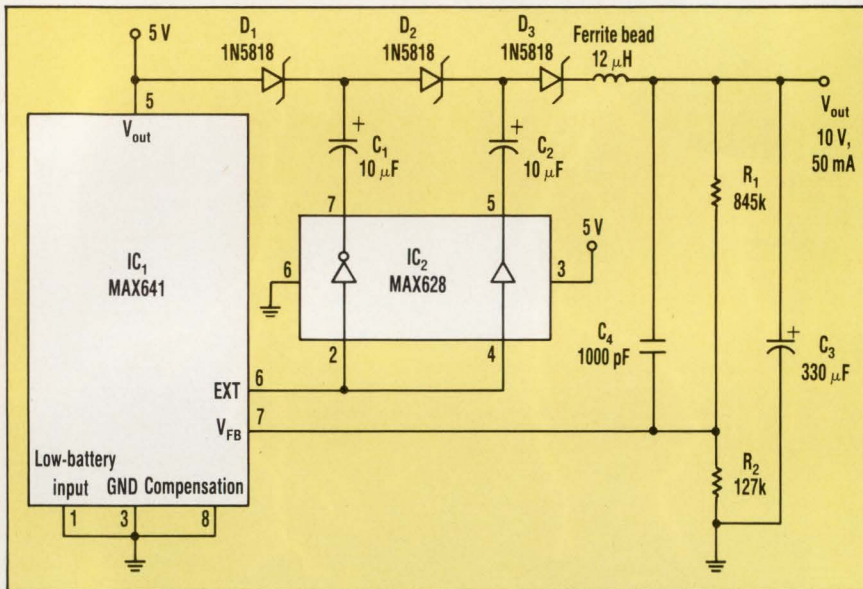 5 V
D1
1N5818
D2
1N5818
D3
1N5818
Ferrite bead
12 μH
5
Vout
+
C1
10 μF
+
C2
10 μF
Vout
10 V,
50 mA
R1
845k
7
5
5 V
IC1
MAX641
6
IC2
MAX628
3
C4
1000 pF
+
C3
330 μF
2
4
EXT
6
VFB
7
Low-battery
input
GND
Compensation
1
3
8
R2
127k